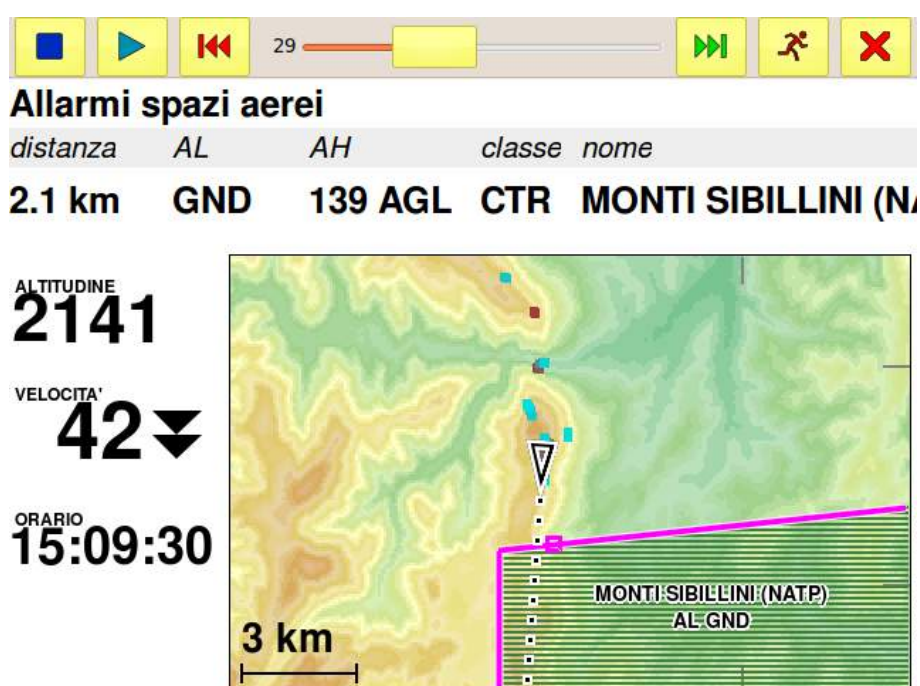 29
Allarmi spazi aerei
distanza AL AH classe nome
2.1 km GND 139 AGL CTR MONTI SIBILLINI (NA
ALTITUDINE
2141
VELOCITA'
42
ORARIO
15:09:30
MONTI SIBILLINI (NATP)
AL GND
3 km